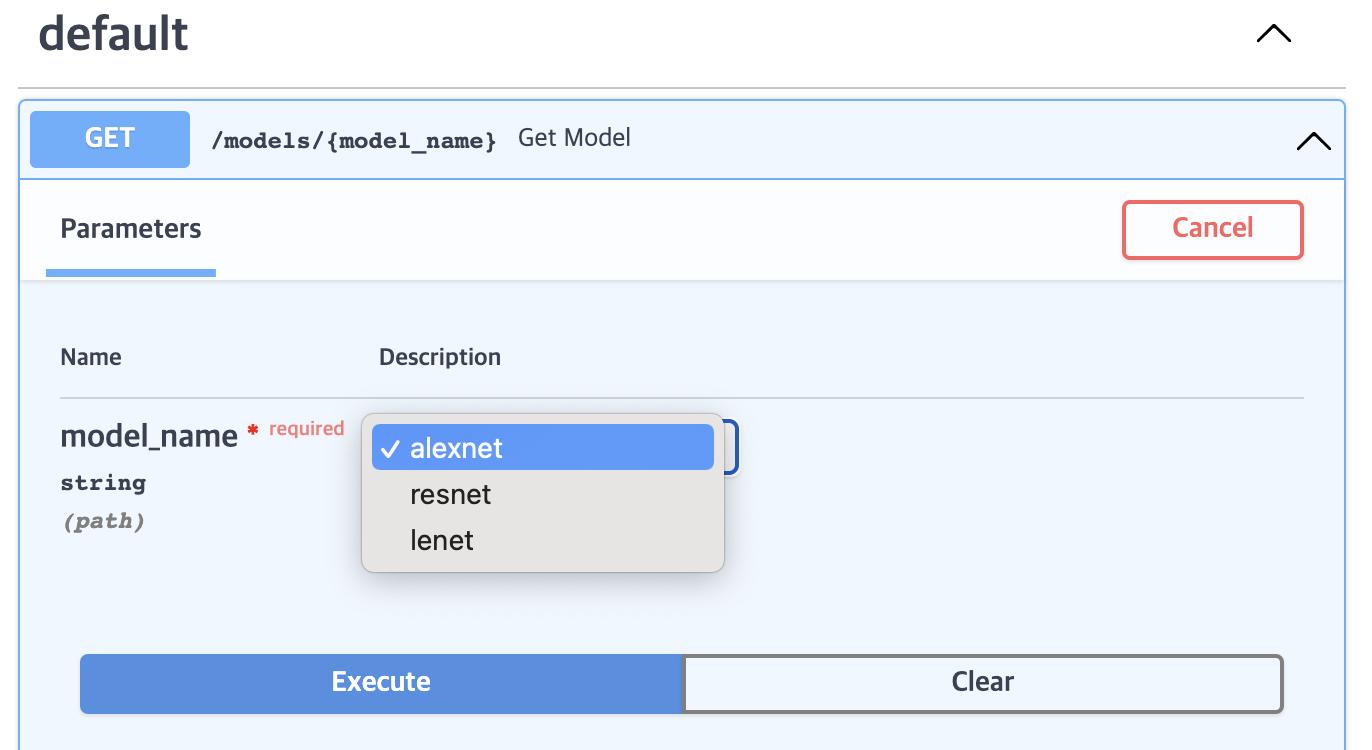 default
GET /models/{model_name} Get Model
Parameters
Cancel
Name Description
model_name * required
string
(path)
✓ alexnet
resnet
lenet
Execute
Clear